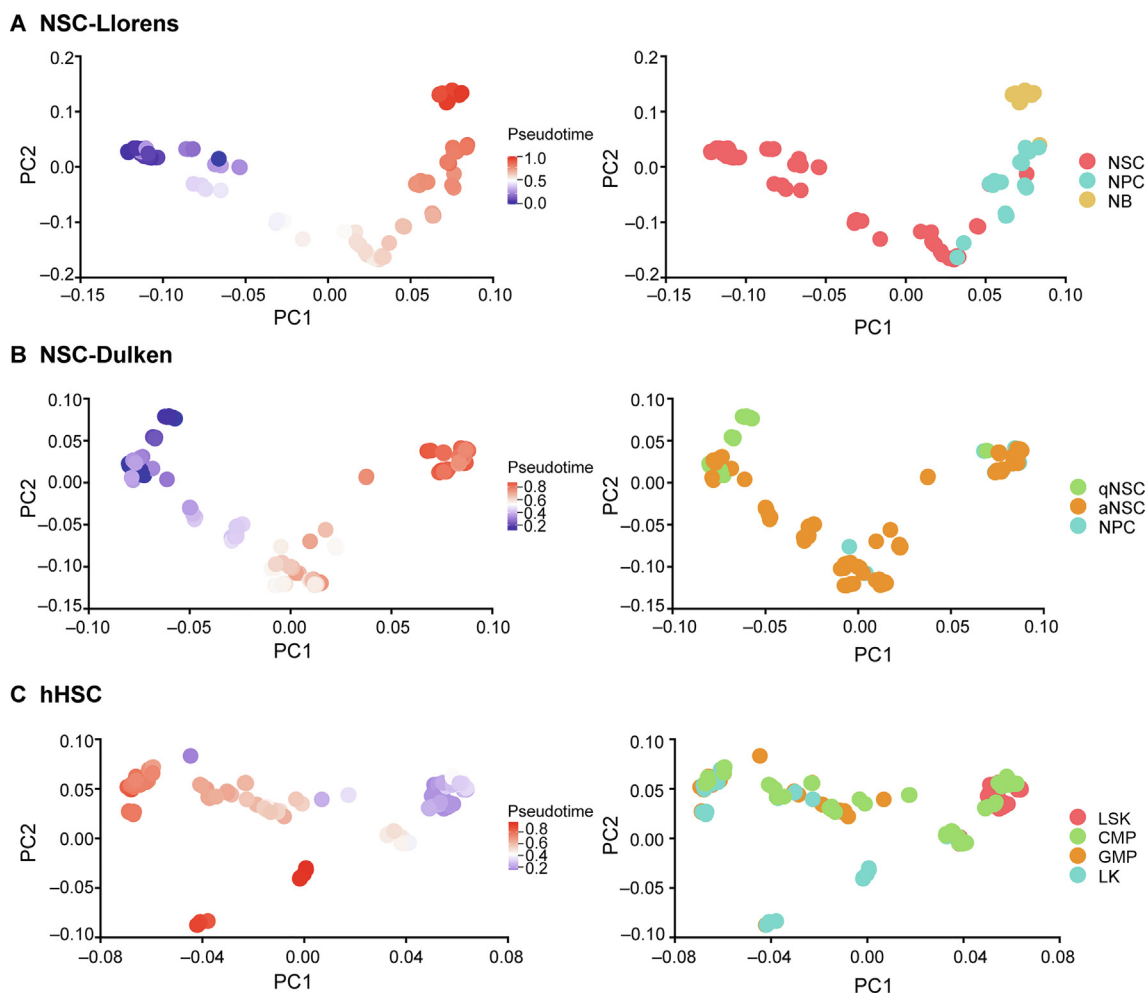 A NSC-Llorens
0.2
0.1
0.0
–0.1
–0.2
PC2
–0.15
–0.10
–0.05
0.00
0.05
0.10
PC1
Pseudotime
1.0
0.5
0.0
0.2
0.1
0.0
–0.1
–0.2
PC2
–0.15
–0.10
–0.05
0.00
0.05
0.10
PC1
NSC
NPC
NB
B NSC-Dulken
0.10
0.05
0.00
–0.05
–0.10
–0.15
PC2
–0.10
–0.05
0.00
0.05
0.10
PC1
Pseudotime
0.8
0.6
0.4
0.2
0.10
0.05
0.00
–0.05
–0.10
–0.15
PC2
–0.10
–0.05
0.00
0.05
0.10
PC1
qNSC
aNSC
NPC
C hHSC
0.10
0.05
0.00
–0.05
–0.10
PC2
–0.08
–0.04
0.00
0.04
0.08
PC1
Pseudotime
0.8
0.6
0.4
0.2
0.10
0.05
0.00
–0.05
–0.10
PC2
–0.08
–0.04
0.00
0.04
0.08
PC1
LSK
CMP
GMP
LK